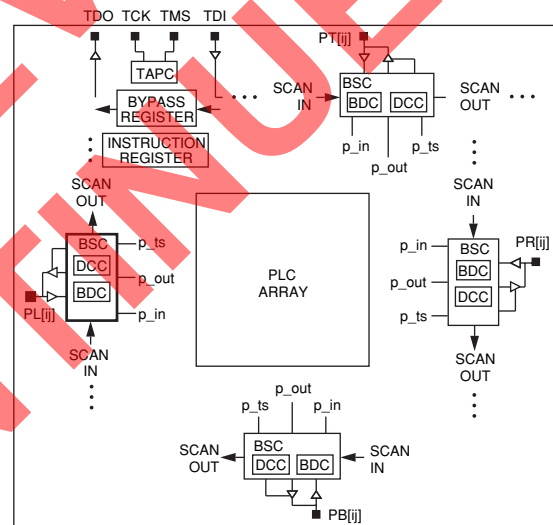 TDO TCK TMS TDI
PT[ij]
TAPC
BYPASS
REGISTER
INSTRUCTION
REGISTER
SCAN
IN
BSC
BDC DCC
SCAN
OUT
p_in
p_out
p_ts
SCAN
OUT
BSC
DCC
BDC
p_ts
p_out
p_in
PL[ij]
SCAN
IN
PLC
ARRAY
SCAN
IN
p_in
p_out
p_ts
BSC
BDC
DCC
PR[ij]
SCAN
OUT
p_out
p_ts p_in
SCAN
OUT
BSC
DCC BDC
SCAN
IN
PB[ij]